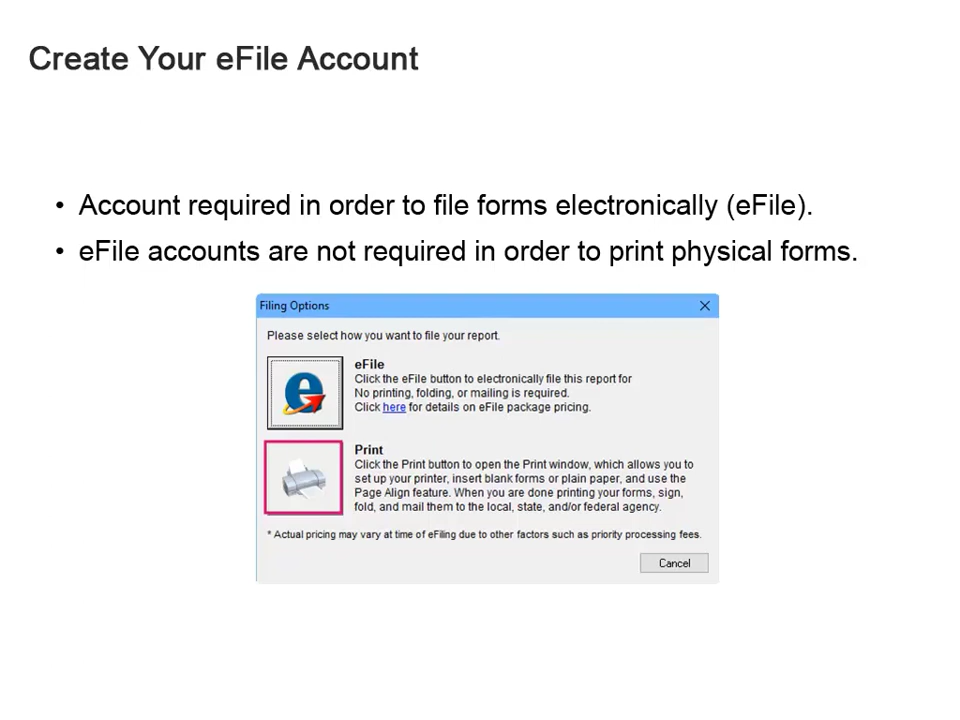 Create Your eFile Account
• Account required in order to file forms electronically (eFile).
• eFile accounts are not required in order to print physical forms.
Filing Options
Please select how you want to file your report.
eFile
Click the eFile button to electronically file this report for
No printing, folding, or mailing is required.
Click here for details on eFile package pricing.
Print
Click the Print button to open the Print window, which allows you to
set up your printer, insert blank forms or plain paper, and use the
Page Align feature. When you are done printing your forms, sign,
fold, and mail them to the local, state, and/or federal agency.
* Actual pricing may vary at time of eFiling due to other factors such as priority processing fees.
Cancel